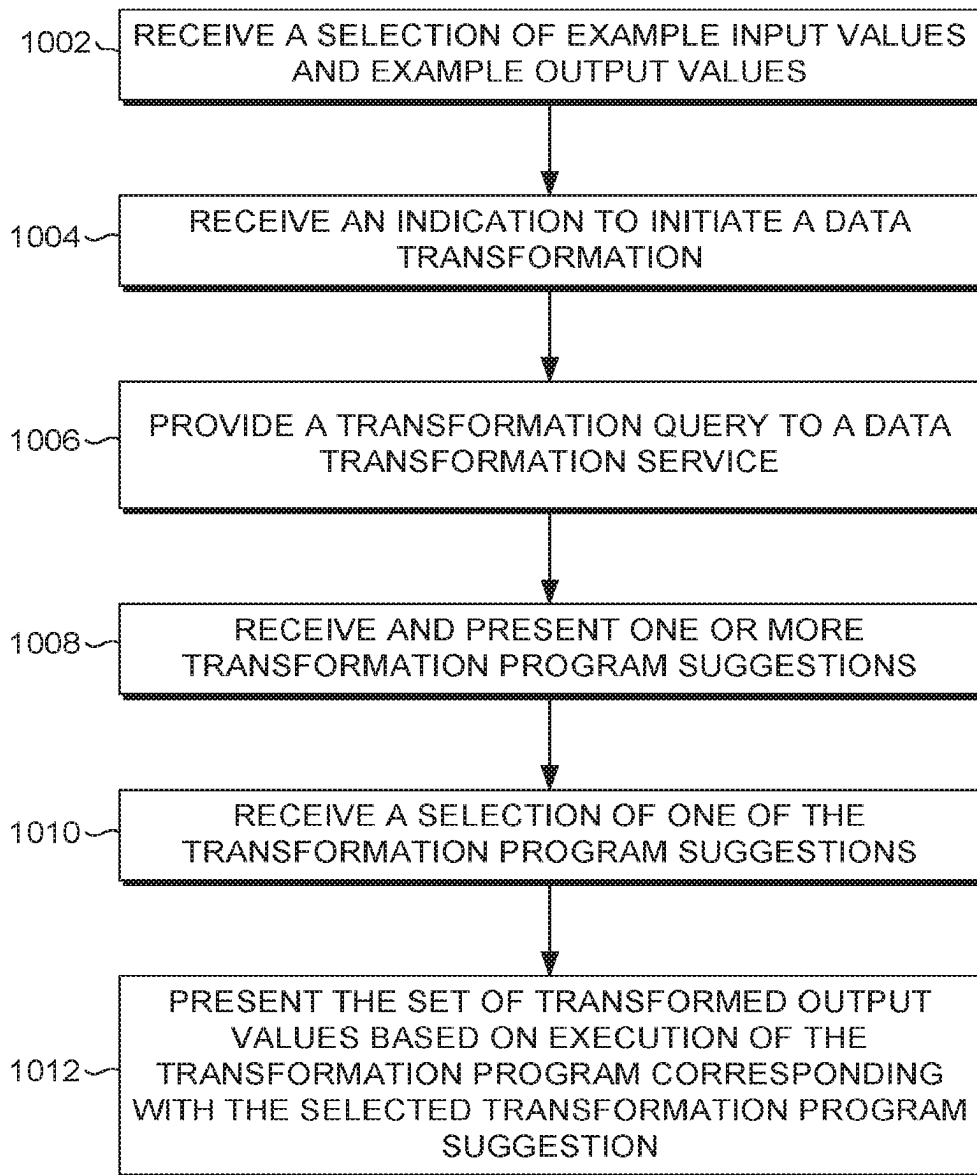 1002
RECEIVE A SELECTION OF EXAMPLE INPUT VALUES
AND EXAMPLE OUTPUT VALUES
1004
RECEIVE AN INDICATION TO INITIATE A DATA
TRANSFORMATION
1006
PROVIDE A TRANSFORMATION QUERY TO A DATA
TRANSFORMATION SERVICE
1008
RECEIVE AND PRESENT ONE OR MORE
TRANSFORMATION PROGRAM SUGGESTIONS
1010
RECEIVE A SELECTION OF ONE OF THE
TRANSFORMATION PROGRAM SUGGESTIONS
1012
PRESENT THE SET OF TRANSFORMED OUTPUT
VALUES BASED ON EXECUTION OF THE
TRANSFORMATION PROGRAM CORRESPONDING
WITH THE SELECTED TRANSFORMATION PROGRAM
SUGGESTION